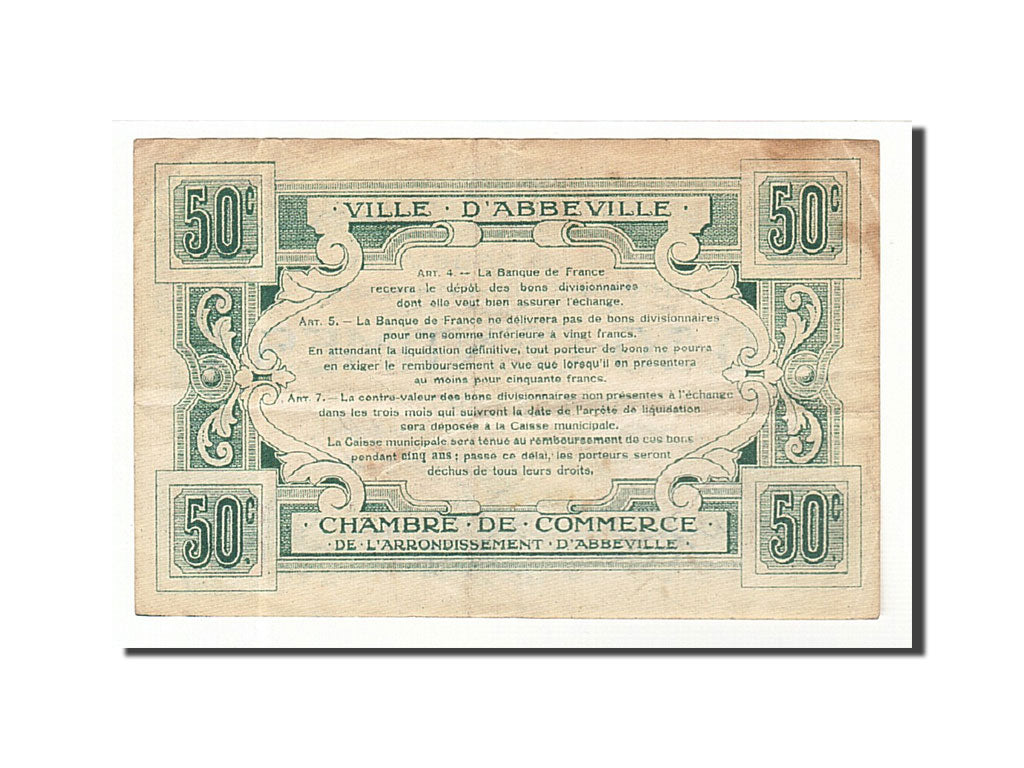 50c.
50c.
· VILLE · D'ABBEVILLE ·
ART. 4 -- La Banque de France
recevra le dépôt des bons divisionnaires
dont elle veut bien assurer l'échange.
ART. 5. — La Banque de France ne délivrera pas de bons divisionnaires
pour une somme inférieure à vingt francs.
En attendant la liquidation définitive, tout porteur de bons ne pourra
en exiger le remboursement à vue que lorsqu'il en présentera
au moins pour cinquante francs.
ART. 7. — La contre-valeur des bons divisionnaires non présentés à l'échange
dans les trois mois qui suivront la date de l'arrêté de liquidation
sera déposée à la Caisse municipale.
La Caisse municipale sera tenue au remboursement de ces bons
pendant cinq ans ; passé ce délai, les porteurs seront
déchus de tous leurs droits.
50c.
50c.
· CHAMBRE · DE · COMMERCE ·
· DE · L'ARRONDISSEMENT · D'ABBEVILLE ·